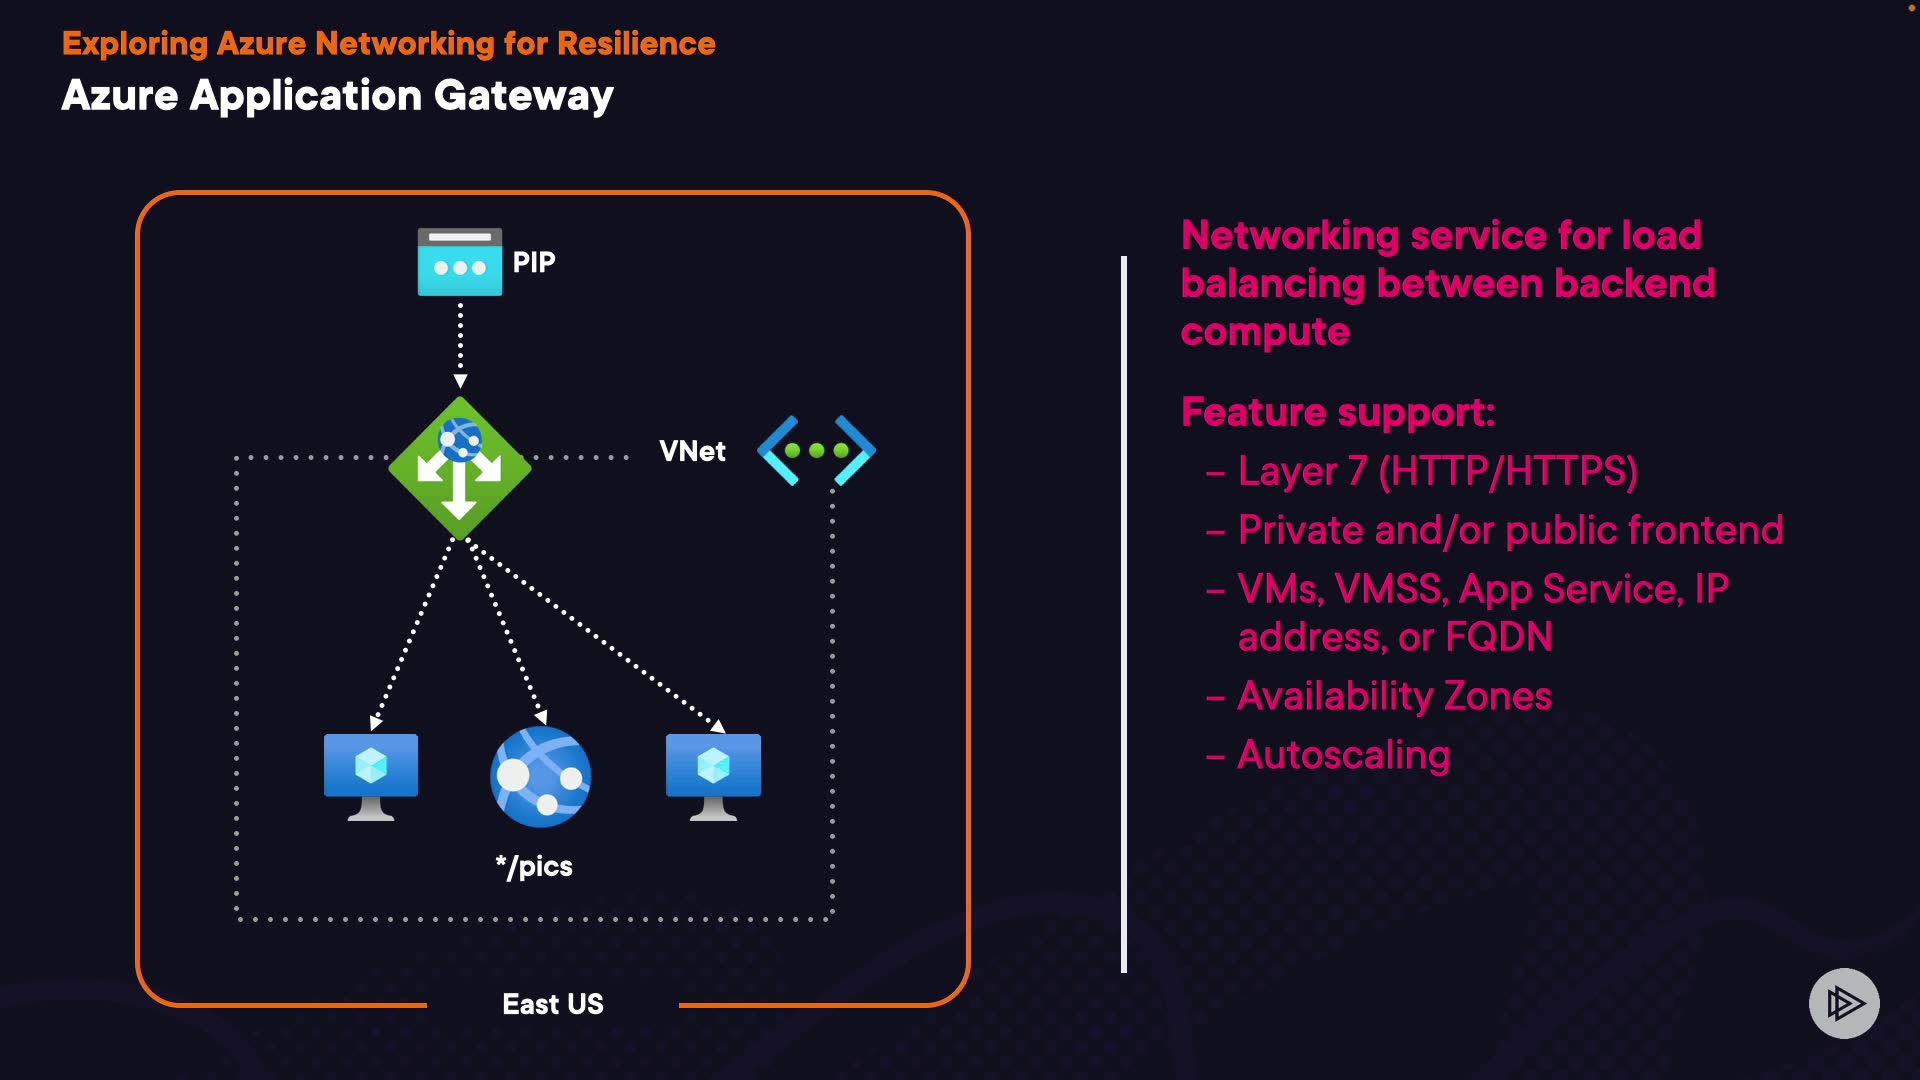 Exploring Azure Networking for Resilience
Azure Application Gateway
PIP
VNet
*/pics
East US
Networking service for load
balancing between backend
compute
Feature support:
– Layer 7 (HTTP/HTTPS)
– Private and/or public frontend
– VMs, VMSS, App Service, IP
address, or FQDN
– Availability Zones
– Autoscaling